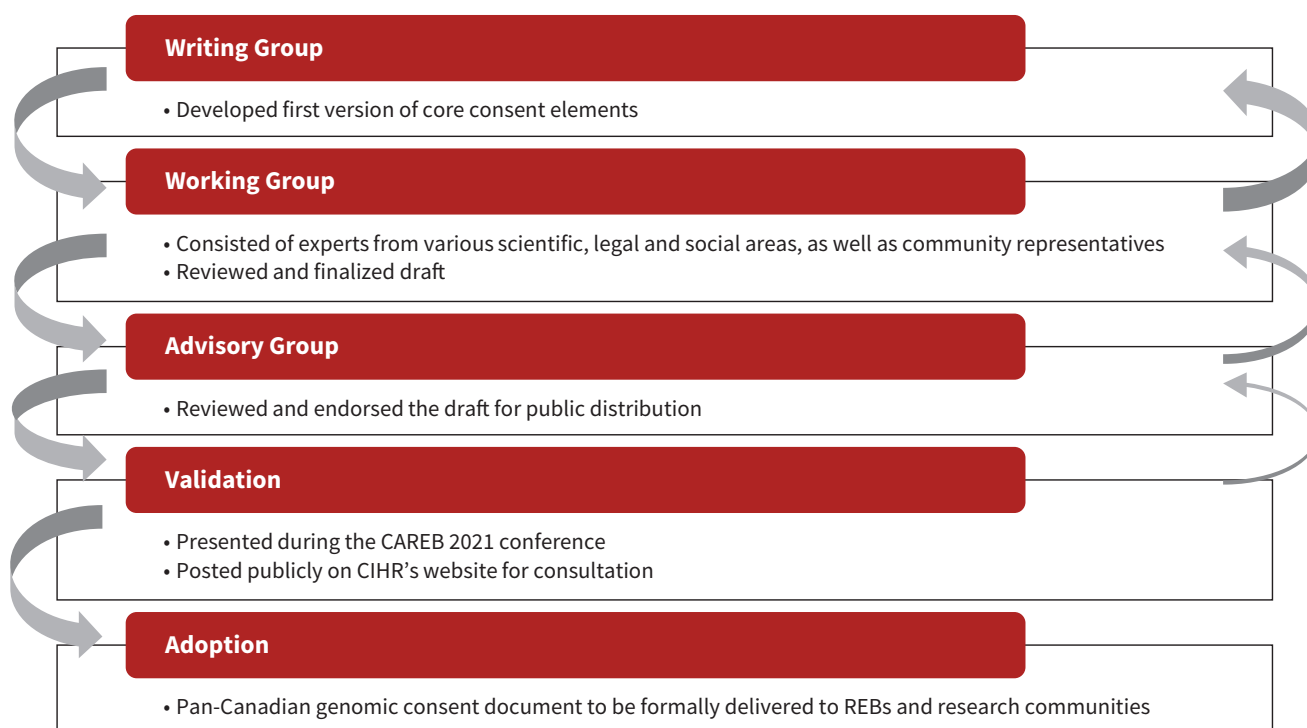 Writing Group
• Developed first version of core consent elements
Working Group
• Consisted of experts from various scientific, legal and social areas, as well as community representatives
• Reviewed and finalized draft
Advisory Group
• Reviewed and endorsed the draft for public distribution
Validation
• Presented during the CAREB 2021 conference
• Posted publicly on CIHR’s website for consultation
Adoption
• Pan-Canadian genomic consent document to be formally delivered to REBs and research communities